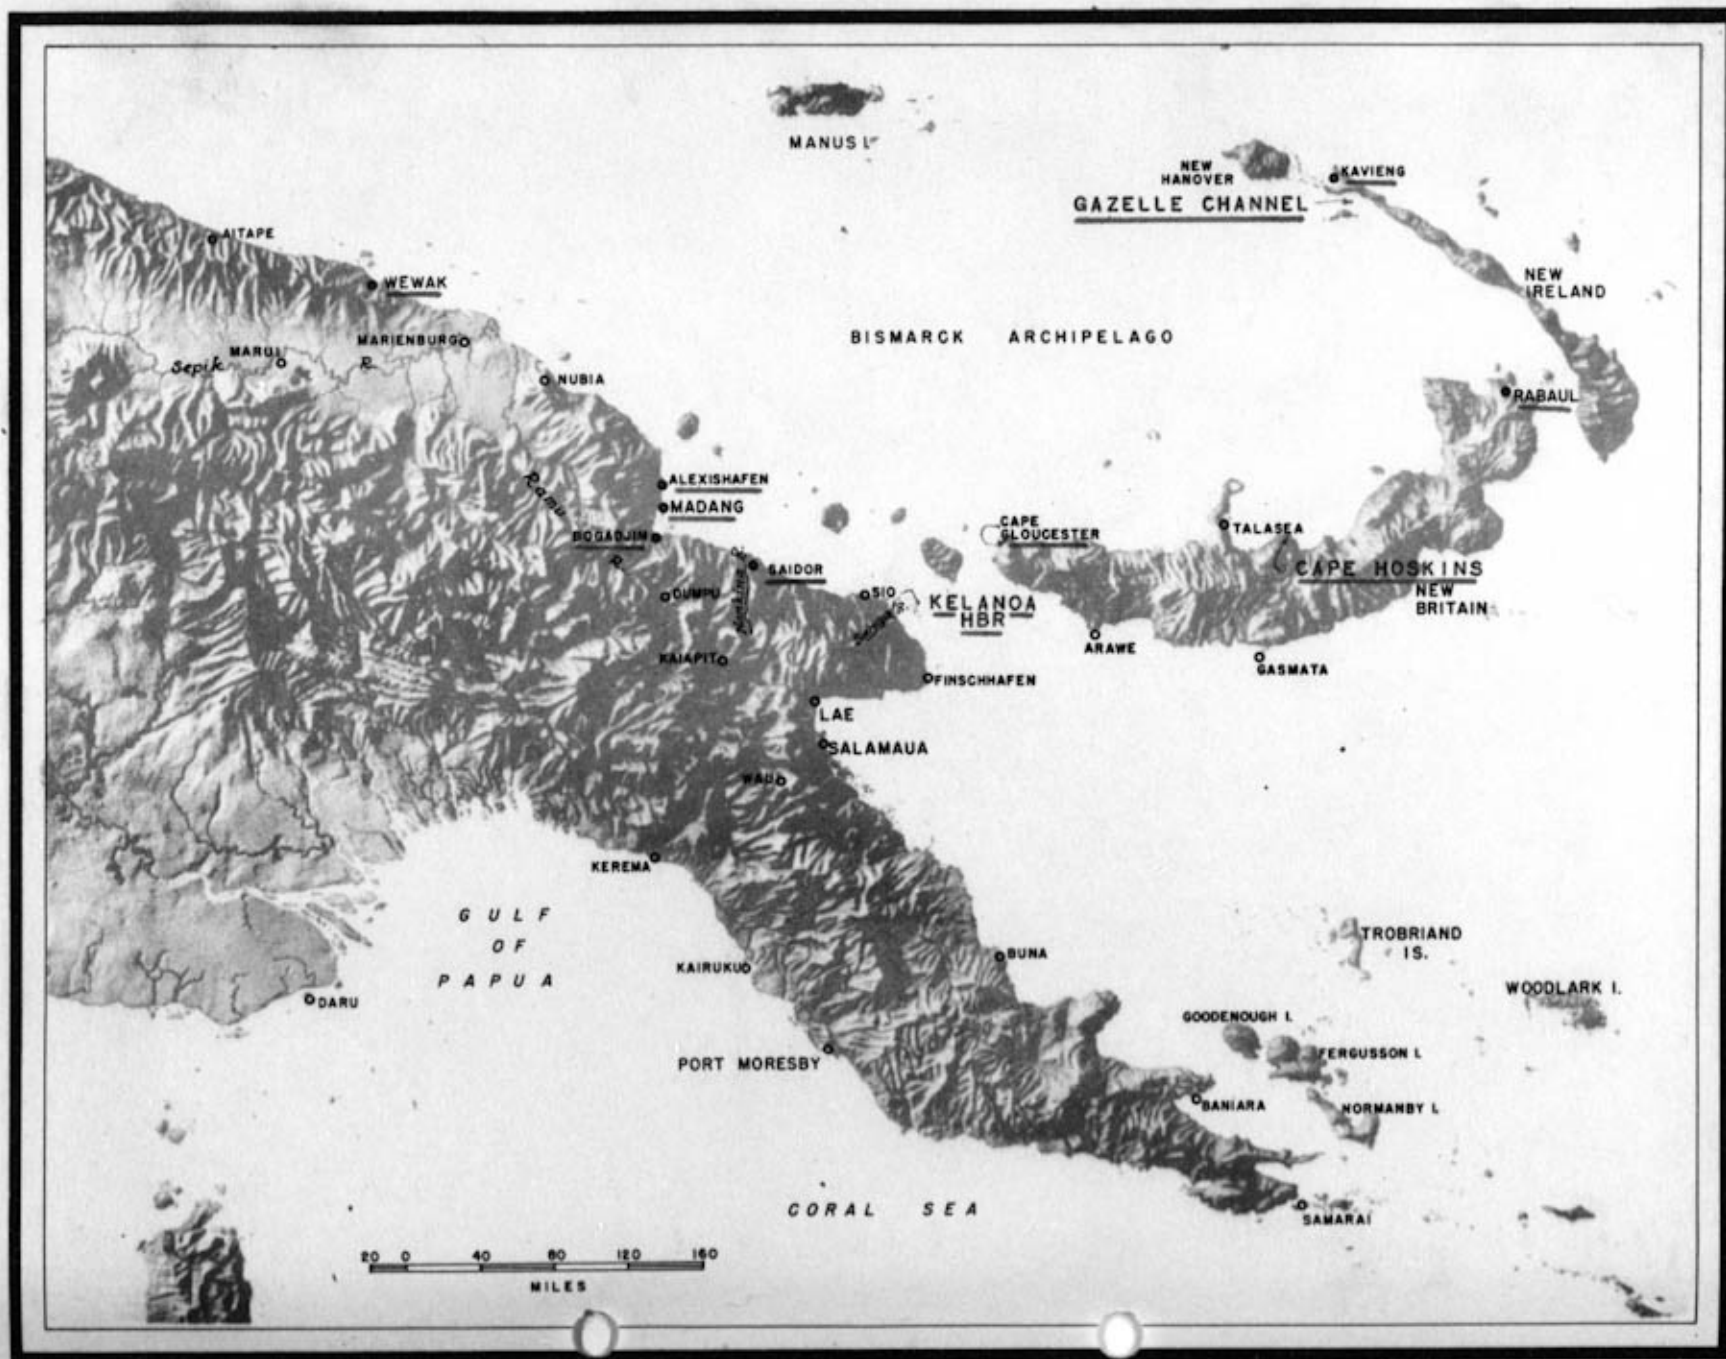 MANUS I.
NEW
HANOVER
KAVIENG
GAZELLE CHANNEL
AITAPE
WEWAK
NEW
IRELAND
BISMARCK ARCHIPELAGO
MARIENBURG
MARUI
Sepik R.
NUBIA
RABAUL
ALEXISHAFEN
Ramu R.
MADANG
CAPE
GLOUCESTER
TALASEA
BOGADJIM
SAIDOR
CAPE HOSKINS
NEW
BRITAIN
DUMPU
SIO
Is.
KELANOA
HBR
ARAWE
KAIAPIT
GASMATA
FINSCHHAFEN
LAE
SALAMAUA
WAU
KEREMA
GULF
OF
PAPUA
TROBRIAND
IS.
BUNA
KAIRUKU
WOODLARK I.
DARU
GOODENOUGH I.
FERGUSSON I.
PORT MORESBY
BANIARA
NORMANBY I.
CORAL SEA
SAMARAI
20 0 40 80 120 160
MILES